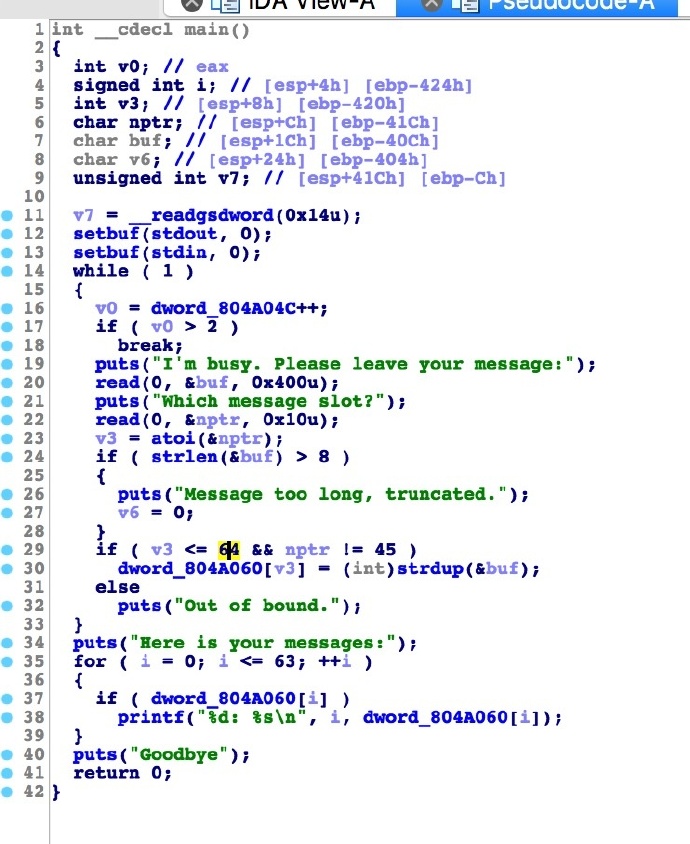 IDA View-A Pseudocode-A
1 int __cdecl main()
2 {
3 int v0; // eax
4 signed int i; // [esp+4h] [ebp-424h]
5 int v3; // [esp+8h] [ebp-420h]
6 char nptr; // [esp+Ch] [ebp-41Ch]
7 char buf; // [esp+1Ch] [ebp-40Ch]
8 char v6; // [esp+24h] [ebp-404h]
9 unsigned int v7; // [esp+41Ch] [ebp-Ch]
10
11 v7 = __readgsdword(0x14u);
12 setbuf(stdout, 0);
13 setbuf(stdin, 0);
14 while ( 1 )
15 {
16 v0 = dword_804A04C++;
17 if ( v0 > 2 )
18 break;
19 puts("I'm busy. Please leave your message:");
20 read(0, &buf, 0x400u);
21 puts("Which message slot?");
22 read(0, &nptr, 0x10u);
23 v3 = atoi(&nptr);
24 if ( strlen(&buf) > 8 )
25 {
26 puts("Message too long, truncated.");
27 v6 = 0;
28 }
29 if ( v3 <= 64 && nptr != 45 )
30 dword_804A060[v3] = (int)strdup(&buf);
31 else
32 puts("Out of bound.");
33 }
34 puts("Here is your messages:");
35 for ( i = 0; i <= 63; ++i )
36 {
37 if ( dword_804A060[i] )
38 printf("%d: %s\n", i, dword_804A060[i]);
39 }
40 puts("Goodbye");
41 return 0;
42 }